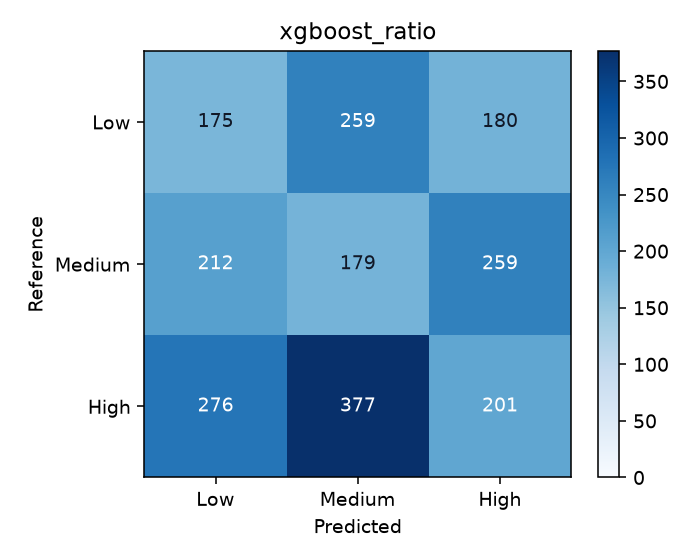 xgboost_ratio
Reference
Low 175 259 180
Medium 212 179 259
High 276 377 201
Low Medium High
Predicted
350
300
250
200
150
100
50
0